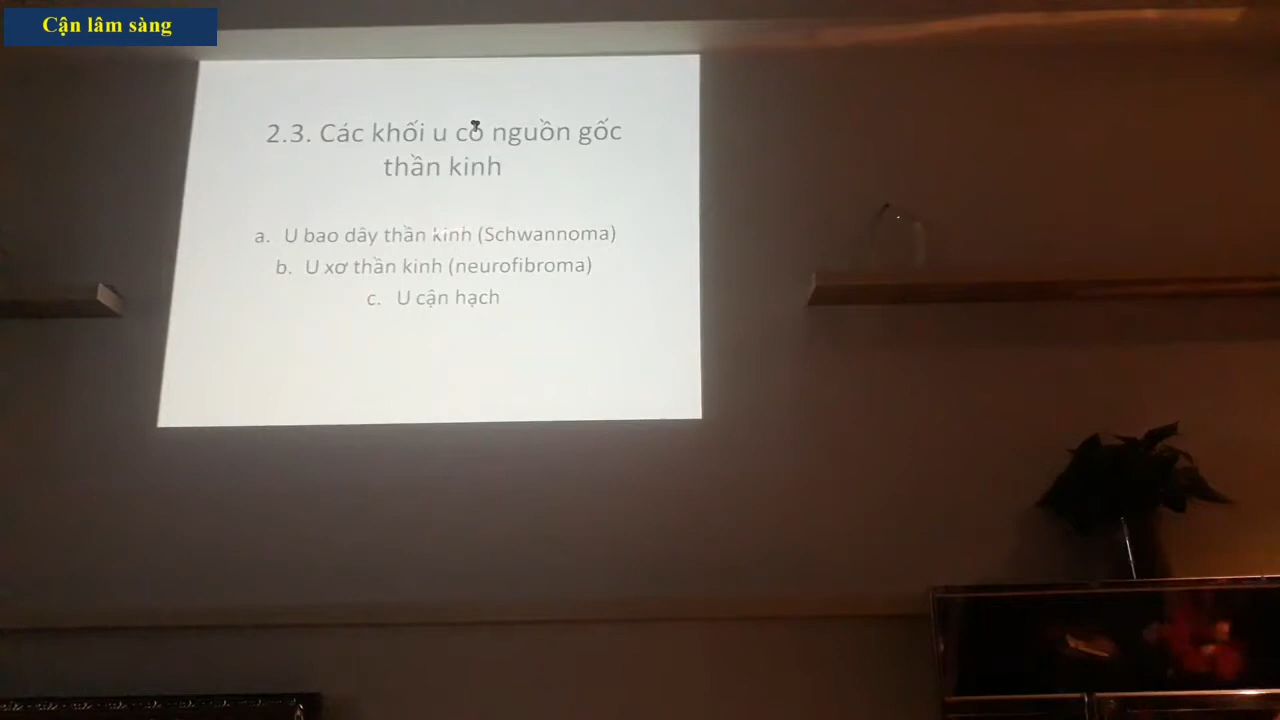 Cận lâm sàng
2.3. Các khối u có nguồn gốc
thần kinh
a. U bao dây thần kinh (Schwannoma)
b. U xơ thần kinh (neurofibroma)
c. U cận hạch